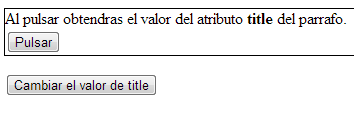 Al pulsar obtendras el valor del atributo title del parrafo.
Pulsar
Cambiar el valor de title